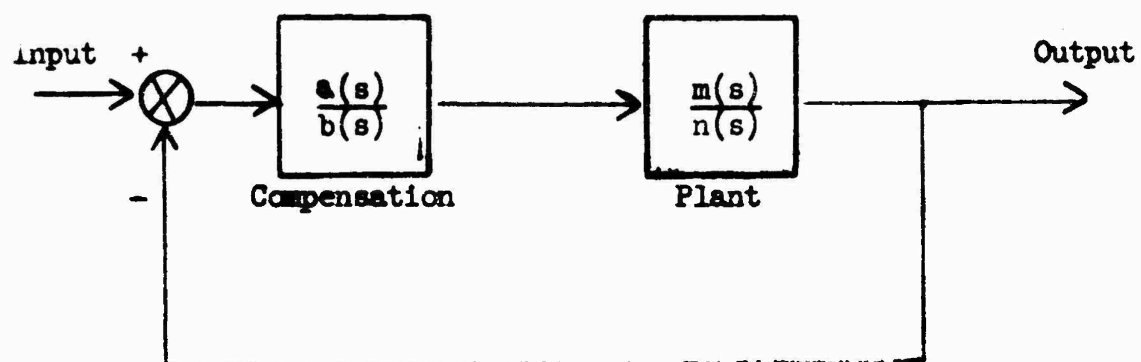 Input +
Output
a(s)
b(s)
m(s)
n(s)
-
Compensation
Plant